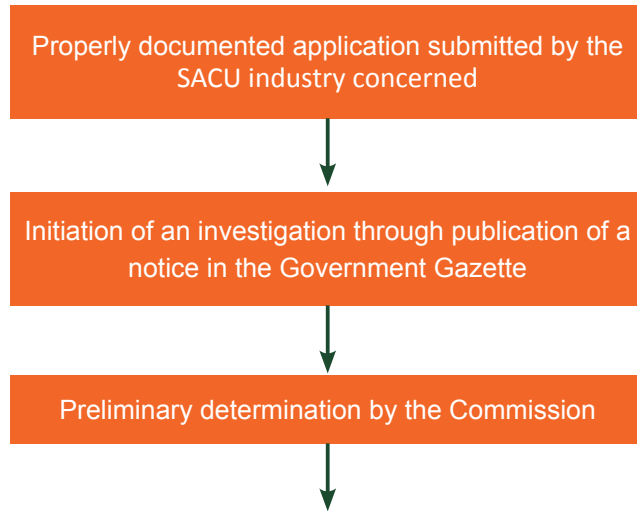 Properly documented application submitted by the
SACU industry concerned
Initiation of an investigation through publication of a
notice in the Government Gazette
Preliminary determination by the Commission